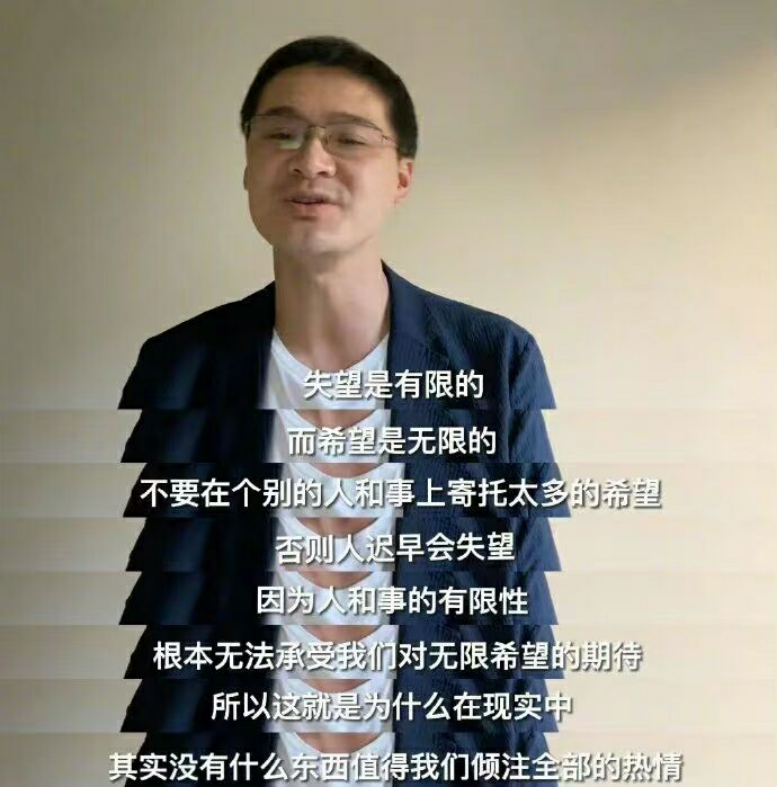 失望是有限的
而希望是无限的
不要在个别的人和事上寄托太多的希望
否则人迟早会失望
因为人和事的有限性
根本无法承受我们对无限希望的期待
所以这就是为什么在现实中
其实没有什么东西值得我们倾注全部的热情